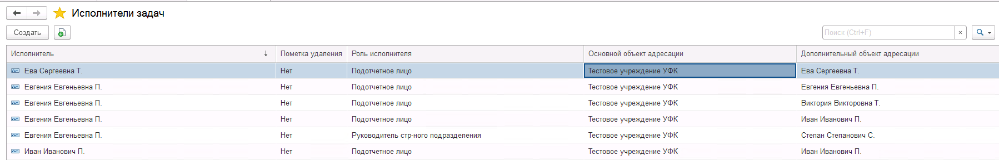 Исполнители задач
Создать Поиск (Ctrl+F) ×
Исполнитель ↓ Пометка удаления Роль исполнителя Основной объект адресации Дополнительный объект адресации
Ева Сергеевна Т. Нет Подотчетное лицо Тестовое учреждение УФК Ева Сергеевна Т.
Евгения Евгеньевна П. Нет Подотчетное лицо Тестовое учреждение УФК Евгения Евгеньевна П.
Евгения Евгеньевна П. Нет Подотчетное лицо Тестовое учреждение УФК Виктория Викторовна Т.
Евгения Евгеньевна П. Нет Подотчетное лицо Тестовое учреждение УФК Иван Иванович П.
Евгения Евгеньевна П. Нет Руководитель стр-ного подразделения Тестовое учреждение УФК Степан Степанович С.
Иван Иванович П. Нет Подотчетное лицо Тестовое учреждение УФК Иван Иванович П.